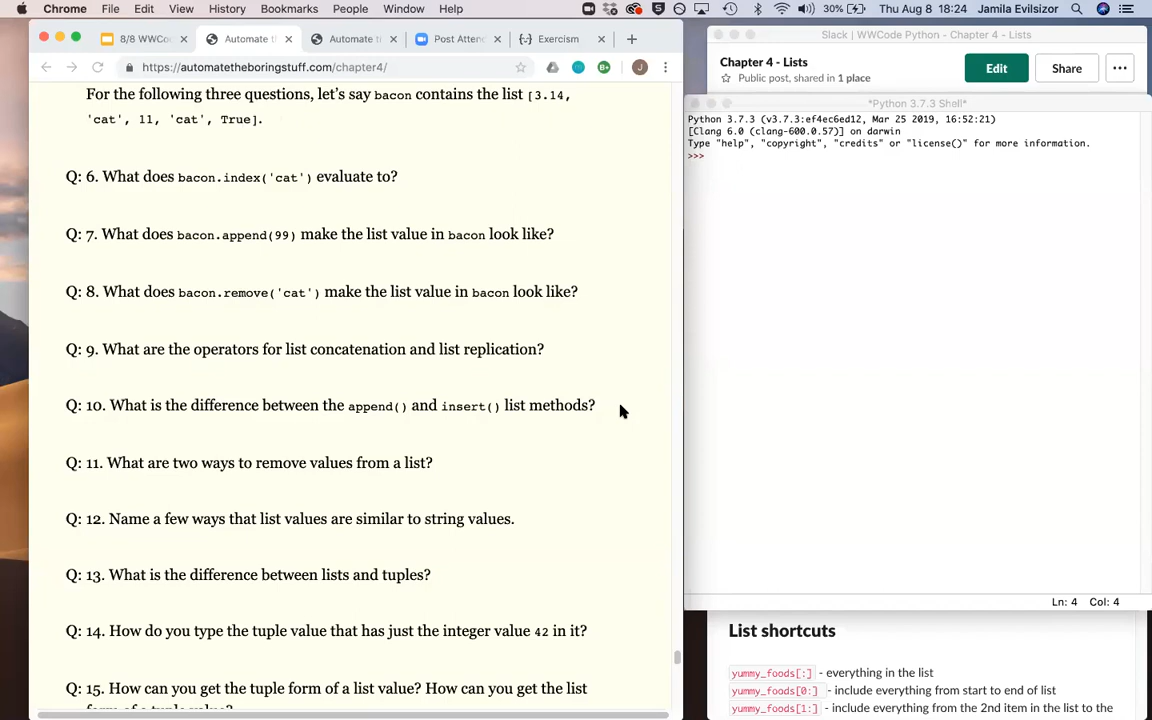 Chrome File Edit View History Bookmarks People Window Help 30% Thu Aug 8 18:24 Jamila Evilsizor
8/8 WWCo
Automate t
Automate t
Post Atten
Exercism
https://automatetheboringstuff.com/chapter4/
J
For the following three questions, let's say bacon contains the list [3.14,
'cat', 11, 'cat', True].
Q: 6. What does bacon.index('cat') evaluate to?
Q: 7. What does bacon.append(99) make the list value in bacon look like?
Q: 8. What does bacon.remove('cat') make the list value in bacon look like?
Q: 9. What are the operators for list concatenation and list replication?
Q: 10. What is the difference between the append() and insert() list methods?
Q: 11. What are two ways to remove values from a list?
Q: 12. Name a few ways that list values are similar to string values.
Q: 13. What is the difference between lists and tuples?
Q: 14. How do you type the tuple value that has just the integer value 42 in it?
Q: 15. How can you get the tuple form of a list value? How can you get the list
form of a tuple value?
Slack | WWCode Python - Chapter 4 - Lists
Chapter 4 - Lists
Public post, shared in 1 place
Edit
Share
*Python 3.7.3 Shell*
Python 3.7.3 (v3.7.3:ef4ec6ed12, Mar 25 2019, 16:52:21)
[Clang 6.0 (clang-600.0.57)] on darwin
Type "help", "copyright", "credits" or "license()" for more information.
>>>
Ln: 4 Col: 4
List shortcuts
yummy_foods[:] - everything in the list
yummy_foods[0:] - include everything from start to end of list
yummy_foods[1:] - include everything from the 2nd item in the list to the